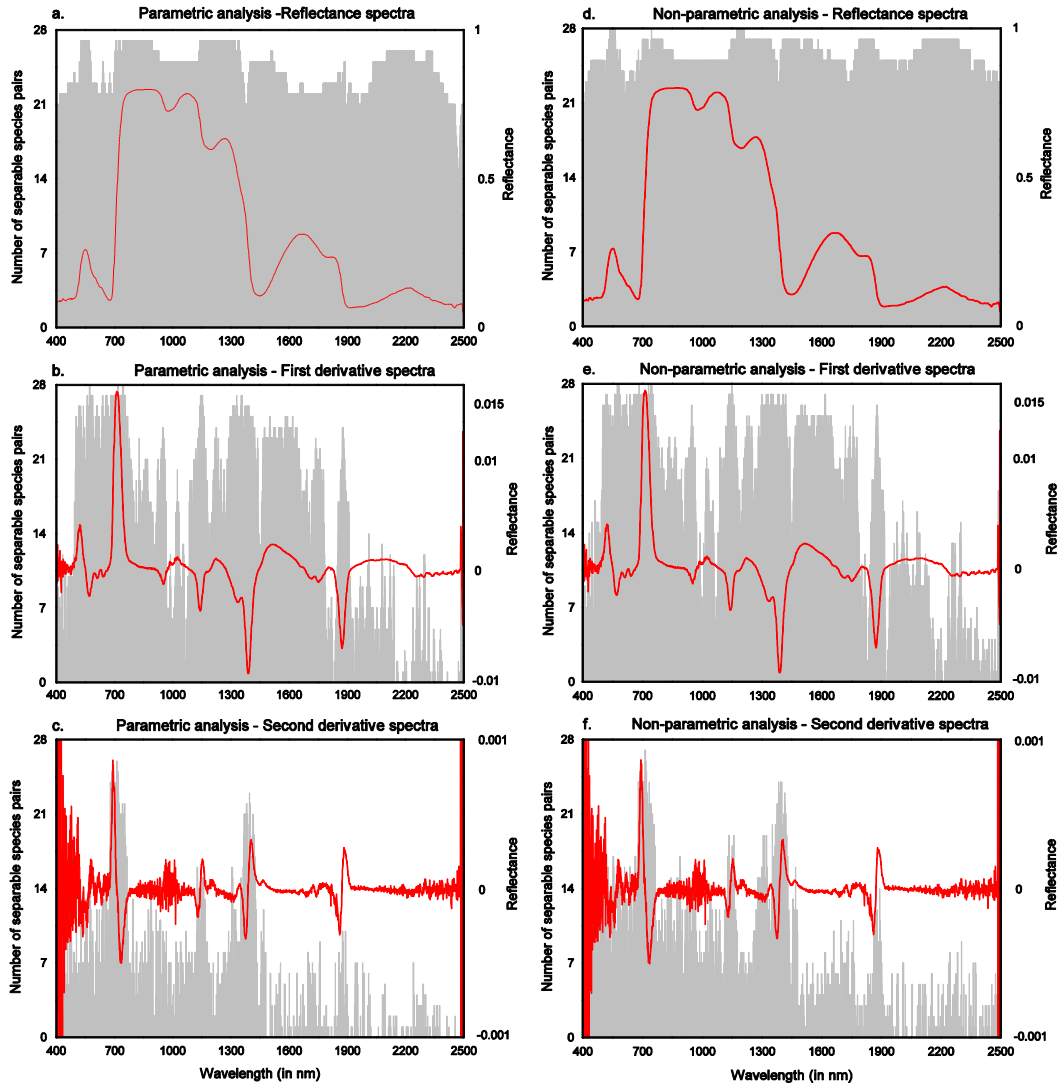 a. Parametric analysis -Reflectance spectra
28
21
14
7
0
1
0.5
0
Number of separable species pairs
Reflectance
400 700 1000 1300 1600 1900 2200 2500
d. Non-parametric analysis - Reflectance spectra
28
21
14
7
0
1
0.5
0
Number of separable species pairs
Reflectance
400 700 1000 1300 1600 1900 2200 2500
b. Parametric analysis - First derivative spectra
28
21
14
7
0
0.015
0.01
0
-0.01
Number of separable species pairs
Reflectance
400 700 1000 1300 1600 1900 2200 2500
e. Non-parametric analysis - First derivative spectra
28
21
14
7
0
0.015
0.01
0
-0.01
Number of separable species pairs
Reflectance
400 700 1000 1300 1600 1900 2200 2500
c. Parametric analysis - Second derivative spectra
28
21
14
7
0
0.001
0
-0.001
Number of separable species pairs
Reflectance
400 700 1000 1300 1600 1900 2200 2500
Wavelength (in nm)
f. Non-parametric analysis - Second derivative spectra
28
21
14
7
0
0.001
0
-0.001
Number of separable species pairs
Reflectance
400 700 1000 1300 1600 1900 2200 2500
Wavelength (in nm)